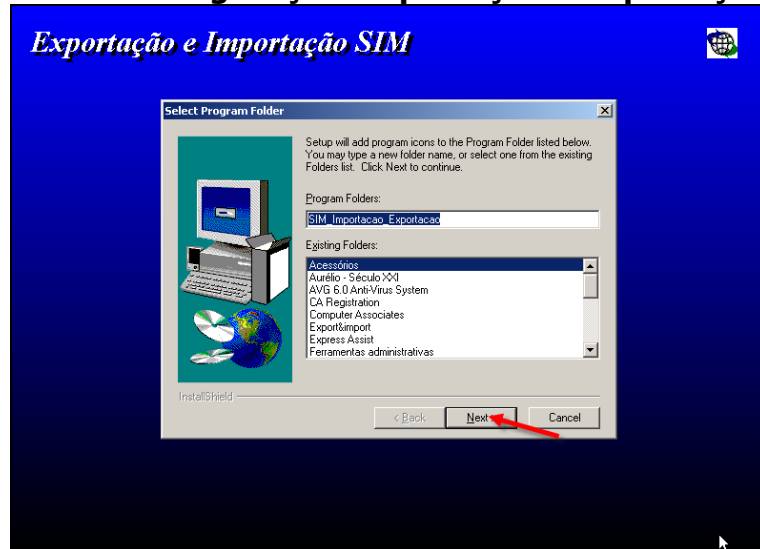 Exportação e Importação SIM
Select Program Folder
Setup will add program icons to the Program Folder listed below.
You may type a new folder name, or select one from the existing
Folders list. Click Next to continue.
Program Folders:
SIM_Importacao_Exportacao
Existing Folders:
Acessórios
Aurélio - Século XXI
AVG 6.0 Anti-Virus System
CA Registration
Computer Associates
Export&import
Express Assist
Ferramentas administrativas
InstallShield
< Back
Next
Cancel